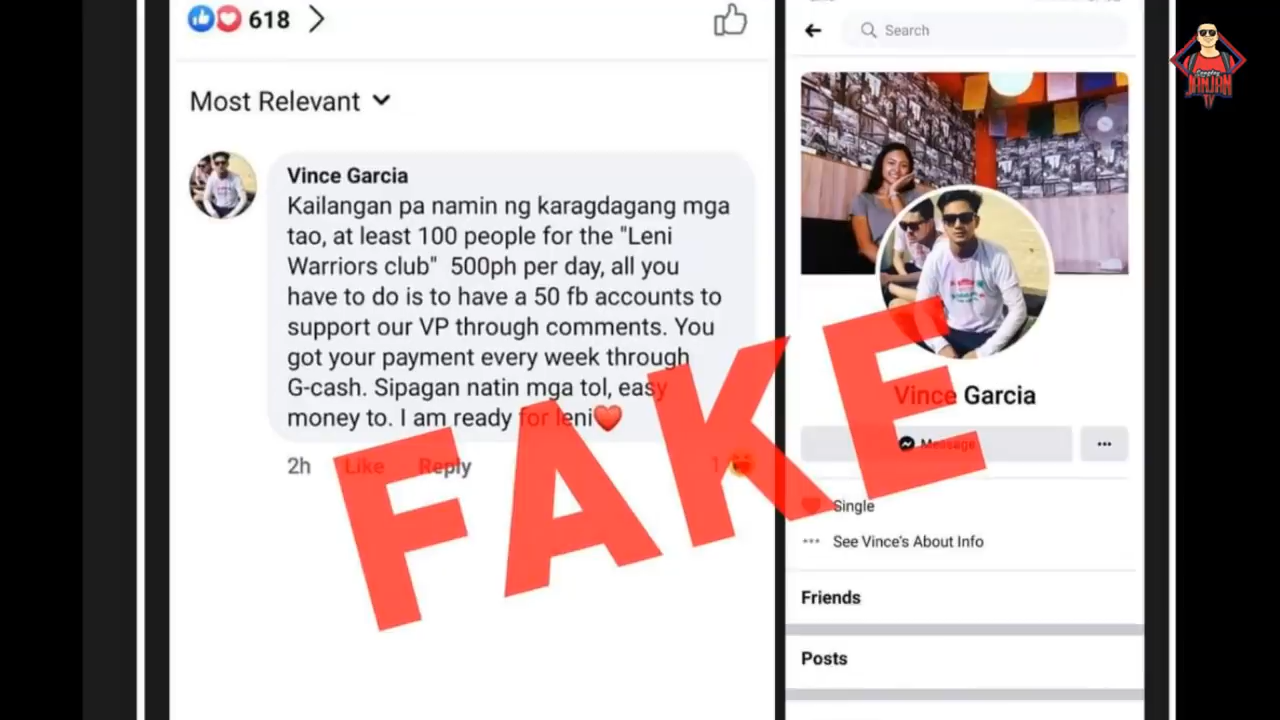 618
Most Relevant
Vince Garcia
Kailangan pa namin ng karagdagang mga
tao, at least 100 people for the "Leni
Warriors club" 500ph per day, all you
have to do is to have a 50 fb accounts to
support our VP through comments. You
got your payment every week through
G-cash. Sipagan natin mga tol, easy
money to. I am ready for leni❤️
2h Like Reply
1
Search
Vince Garcia
Message
Single
See Vince's About Info
Friends
Posts
FAKE
JANJAN
TV